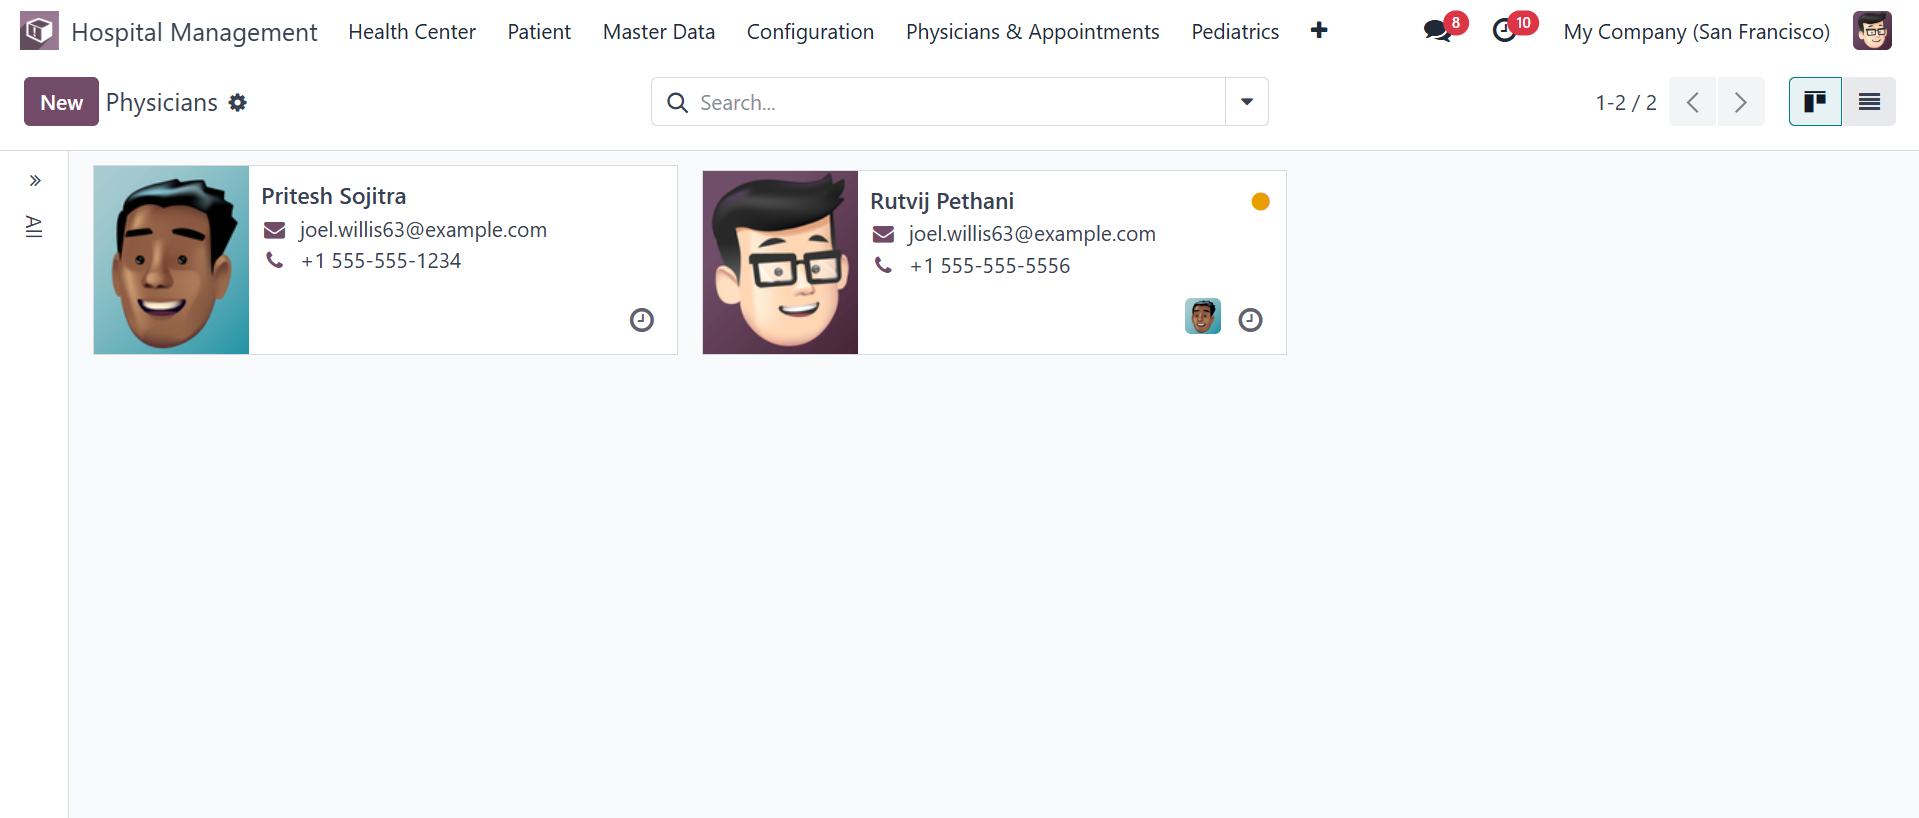 Hospital Management Health Center Patient Master Data Configuration Physicians & Appointments Pediatrics 8 10 My Company (San Francisco)
New Physicians Search... 1-2 / 2
All
Pritesh Sojitra
joel.willis63@example.com
+1 555-555-1234
Rutvij Pethani
joel.willis63@example.com
+1 555-555-5556